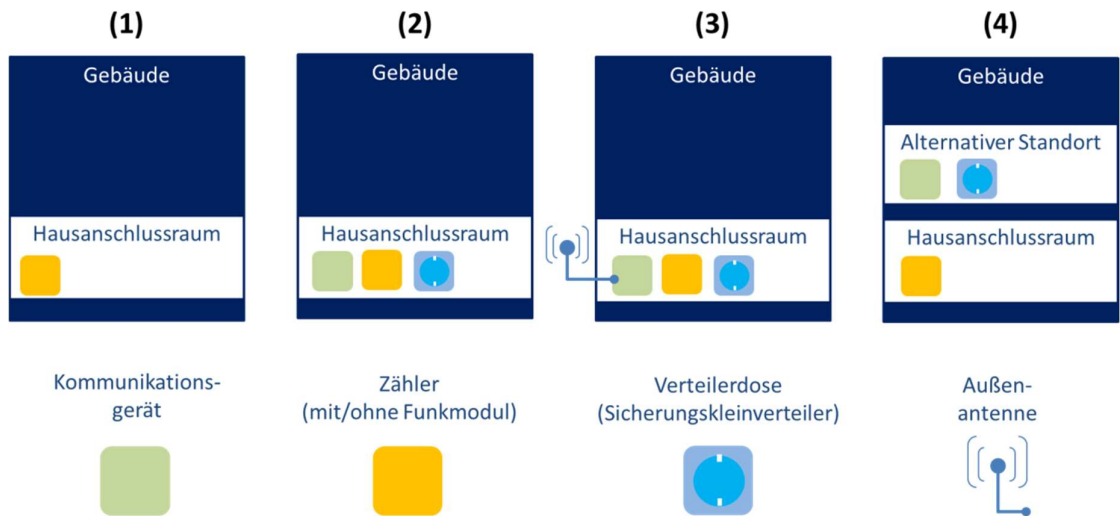 (1)
(2)
(3)
(4)
Gebäude
Gebäude
Gebäude
Gebäude
Alternativer Standort
Hausanschlussraum
Hausanschlussraum
Hausanschlussraum
Hausanschlussraum
Kommunikations-
gerät
Zähler
(mit/ohne Funkmodul)
Verteilerdose
(Sicherungskleinverteiler)
Außen-
antenne